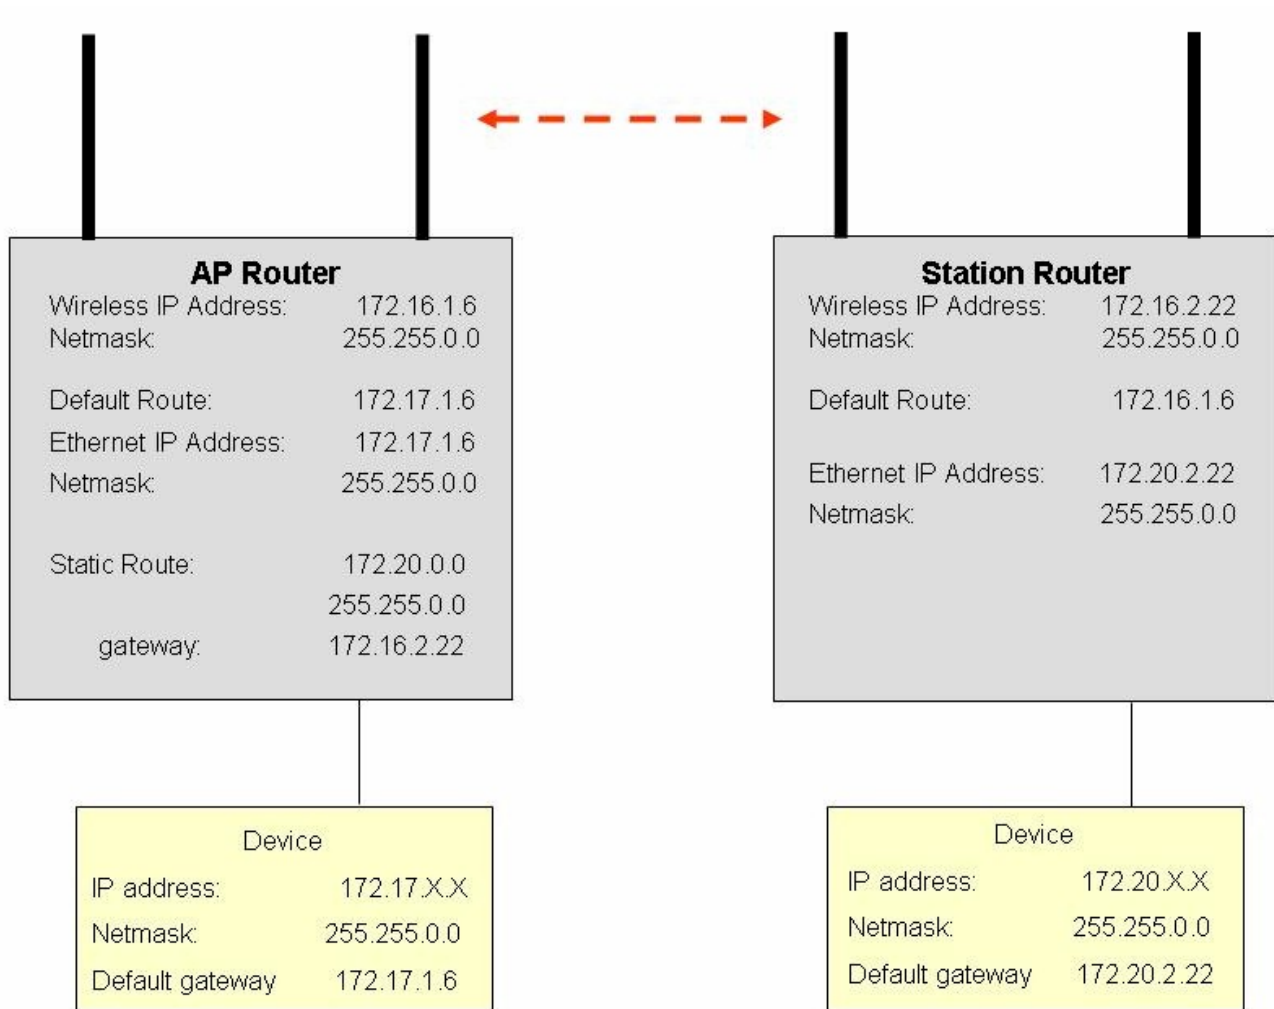 AP Router
Wireless IP Address: 172.16.1.6
Netmask: 255.255.0.0
Default Route: 172.17.1.6
Ethernet IP Address: 172.17.1.6
Netmask: 255.255.0.0
Static Route: 172.20.0.0
255.255.0.0
gateway: 172.16.2.22
Station Router
Wireless IP Address: 172.16.2.22
Netmask: 255.255.0.0
Default Route: 172.16.1.6
Ethernet IP Address: 172.20.2.22
Netmask: 255.255.0.0
Device
IP address: 172.17.X.X
Netmask: 255.255.0.0
Default gateway 172.17.1.6
Device
IP address: 172.20.X.X
Netmask: 255.255.0.0
Default gateway 172.20.2.22